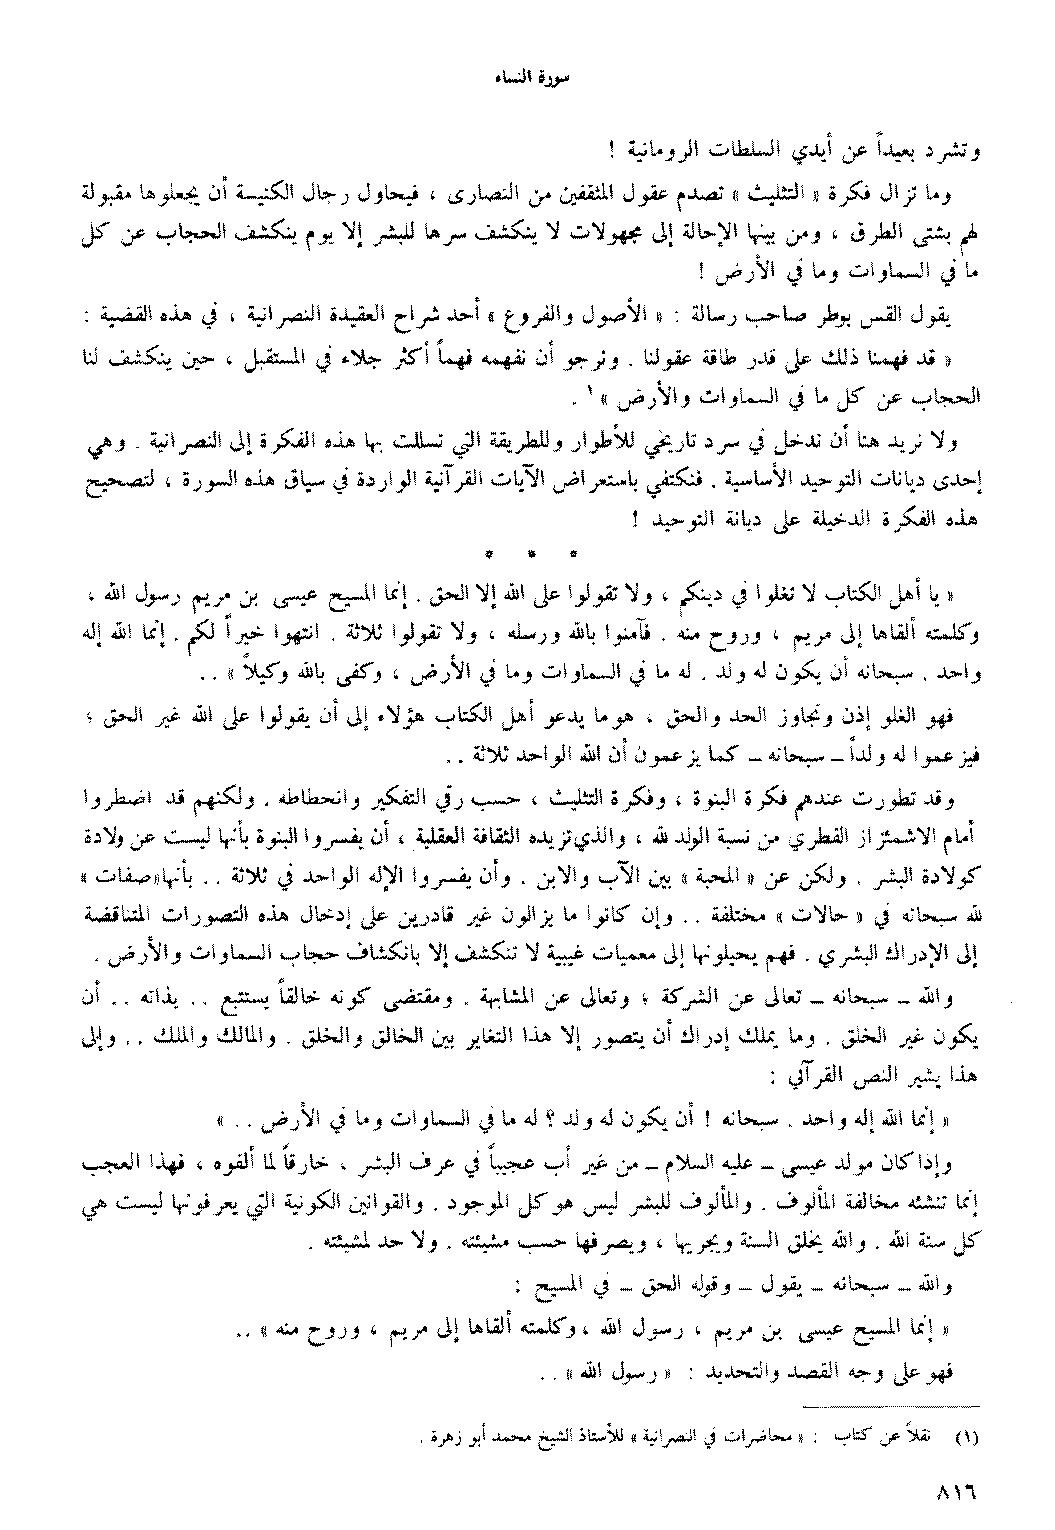 سورة النساء
وتشرد بعيداً عن أيدي السلطات الرومانية !
وما تزال فكرة « التثليث » تصدم عقول المثقفين من النصارى ، فيحاول رجال الكنيسة أن يجعلوها مقبولة
لهم بشتى الطرق ، ومن بينها الإحالة إلى مجهولات لا ينكشف سرها للبشر إلا يوم ينكشف الحجاب عن كل
ما في السماوات وما في الأرض !
يقول القس بوطر صاحب رسالة : « الأصول والفروع » أحد شراح العقيدة النصرانية ، في هذه القضية :
« قد فهمنا ذلك على قدر طاقة عقولنا . ونرجو أن نفهمه فهماً أكثر جلاء في المستقبل ، حين ينكشف لنا
الحجاب عن كل ما في السماوات والأرض » ١ .
ولا نريد هنا أن ندخل في سرد تاريخي للأطوار وللطريقة التي تسللت بها هذه الفكرة إلى النصرانية . وهي
إحدى ديانات التوحيد الأساسية . فنكتفي باستعراض الآيات القرآنية الواردة في سياق هذه السورة ، لتصحيح
هذه الفكرة الدخيلة على ديانة التوحيد !
* * *
« يا أهل الكتاب لا تغلوا في دينكم ، ولا تقولوا على الله إلا الحق . إنما المسيح عيسى بن مريم رسول الله ،
وكلمته ألقاها إلى مريم ، وروح منه . فآمنوا بالله ورسله ، ولا تقولوا ثلاثة . انتهوا خيراً لكم . إنما الله إله
واحد . سبحانه أن يكون له ولد . له ما في السماوات وما في الأرض ، وكفى بالله وكيلاً » ..
فهو الغلو إذن وتجاوز الحد والحق ، هو ما يدعو أهل الكتاب هؤلاء إلى أن يقولوا على الله غير الحق ؛
فيزعموا له ولداً – سبحانه – كما يزعمون أن الله الواحد ثلاثة ..
وقد تطورت عندهم فكرة البنوة ، وفكرة التثليث ، حسب رقي التفكير وانحطاطه . ولكنهم قد اضطروا
أمام الاشمئزاز الفطري من نسبة الولد لله ، والذي تزيده الثقافة العقلية ، أن يفسروا البنوة بأنها ليست عن ولادة
كولادة البشر . ولكن عن « المحبة » بين الآب والابن . وأن يفسروا الإله الواحد في ثلاثة .. بأنها «صفات »
لله سبحانه في « حالات » مختلفة .. وإن كانوا ما يزالون غير قادرين على إدخال هذه التصورات المتناقضة
إلى الإدراك البشري . فهم يحيلونها إلى معميات غيبية لا تنكشف إلا بانكشاف حجاب السماوات والأرض .
والله – سبحانه – تعالى عن الشركة ؛ وتعالى عن المشابهة . ومقتضى كونه خالقاً يستتبع .. بذاته .. أن
يكون غير الخلق . وما يملك إدراك أن يتصور إلا هذا التغاير بين الخالق والخلق . والمالك والملك .. وإلى
هذا يشير النص القرآني :
« إنما الله إله واحد . سبحانه ! أن يكون له ولد ؟ له ما في السماوات وما في الأرض .. »
وإذا كان مولد عيسى – عليه السلام – من غير أب عجيباً في عرف البشر ، خارقاً لما ألفوه ، فهذا العجب
إنما تنشئه مخالفة المألوف . والمألوف للبشر ليس هو كل الموجود . والقوانين الكونية التي يعرفونها ليست هي
كل سنة الله . والله يخلق السنة ويجريها ، ويصرفها حسب مشيئته . ولا حد لمشيئته .
والله – سبحانه – يقول – وقوله الحق – في المسيح :
« إنما المسيح عيسى بن مريم ، رسول الله ، وكلمته ألقاها إلى مريم ، وروح منه » ..
فهو على وجه القصد والتحديد : « رسول الله » ..
(١) نقلاً عن كتاب : « محاضرات في النصرانية » للأستاذ الشيخ محمد أبو زهرة .
٨١٦